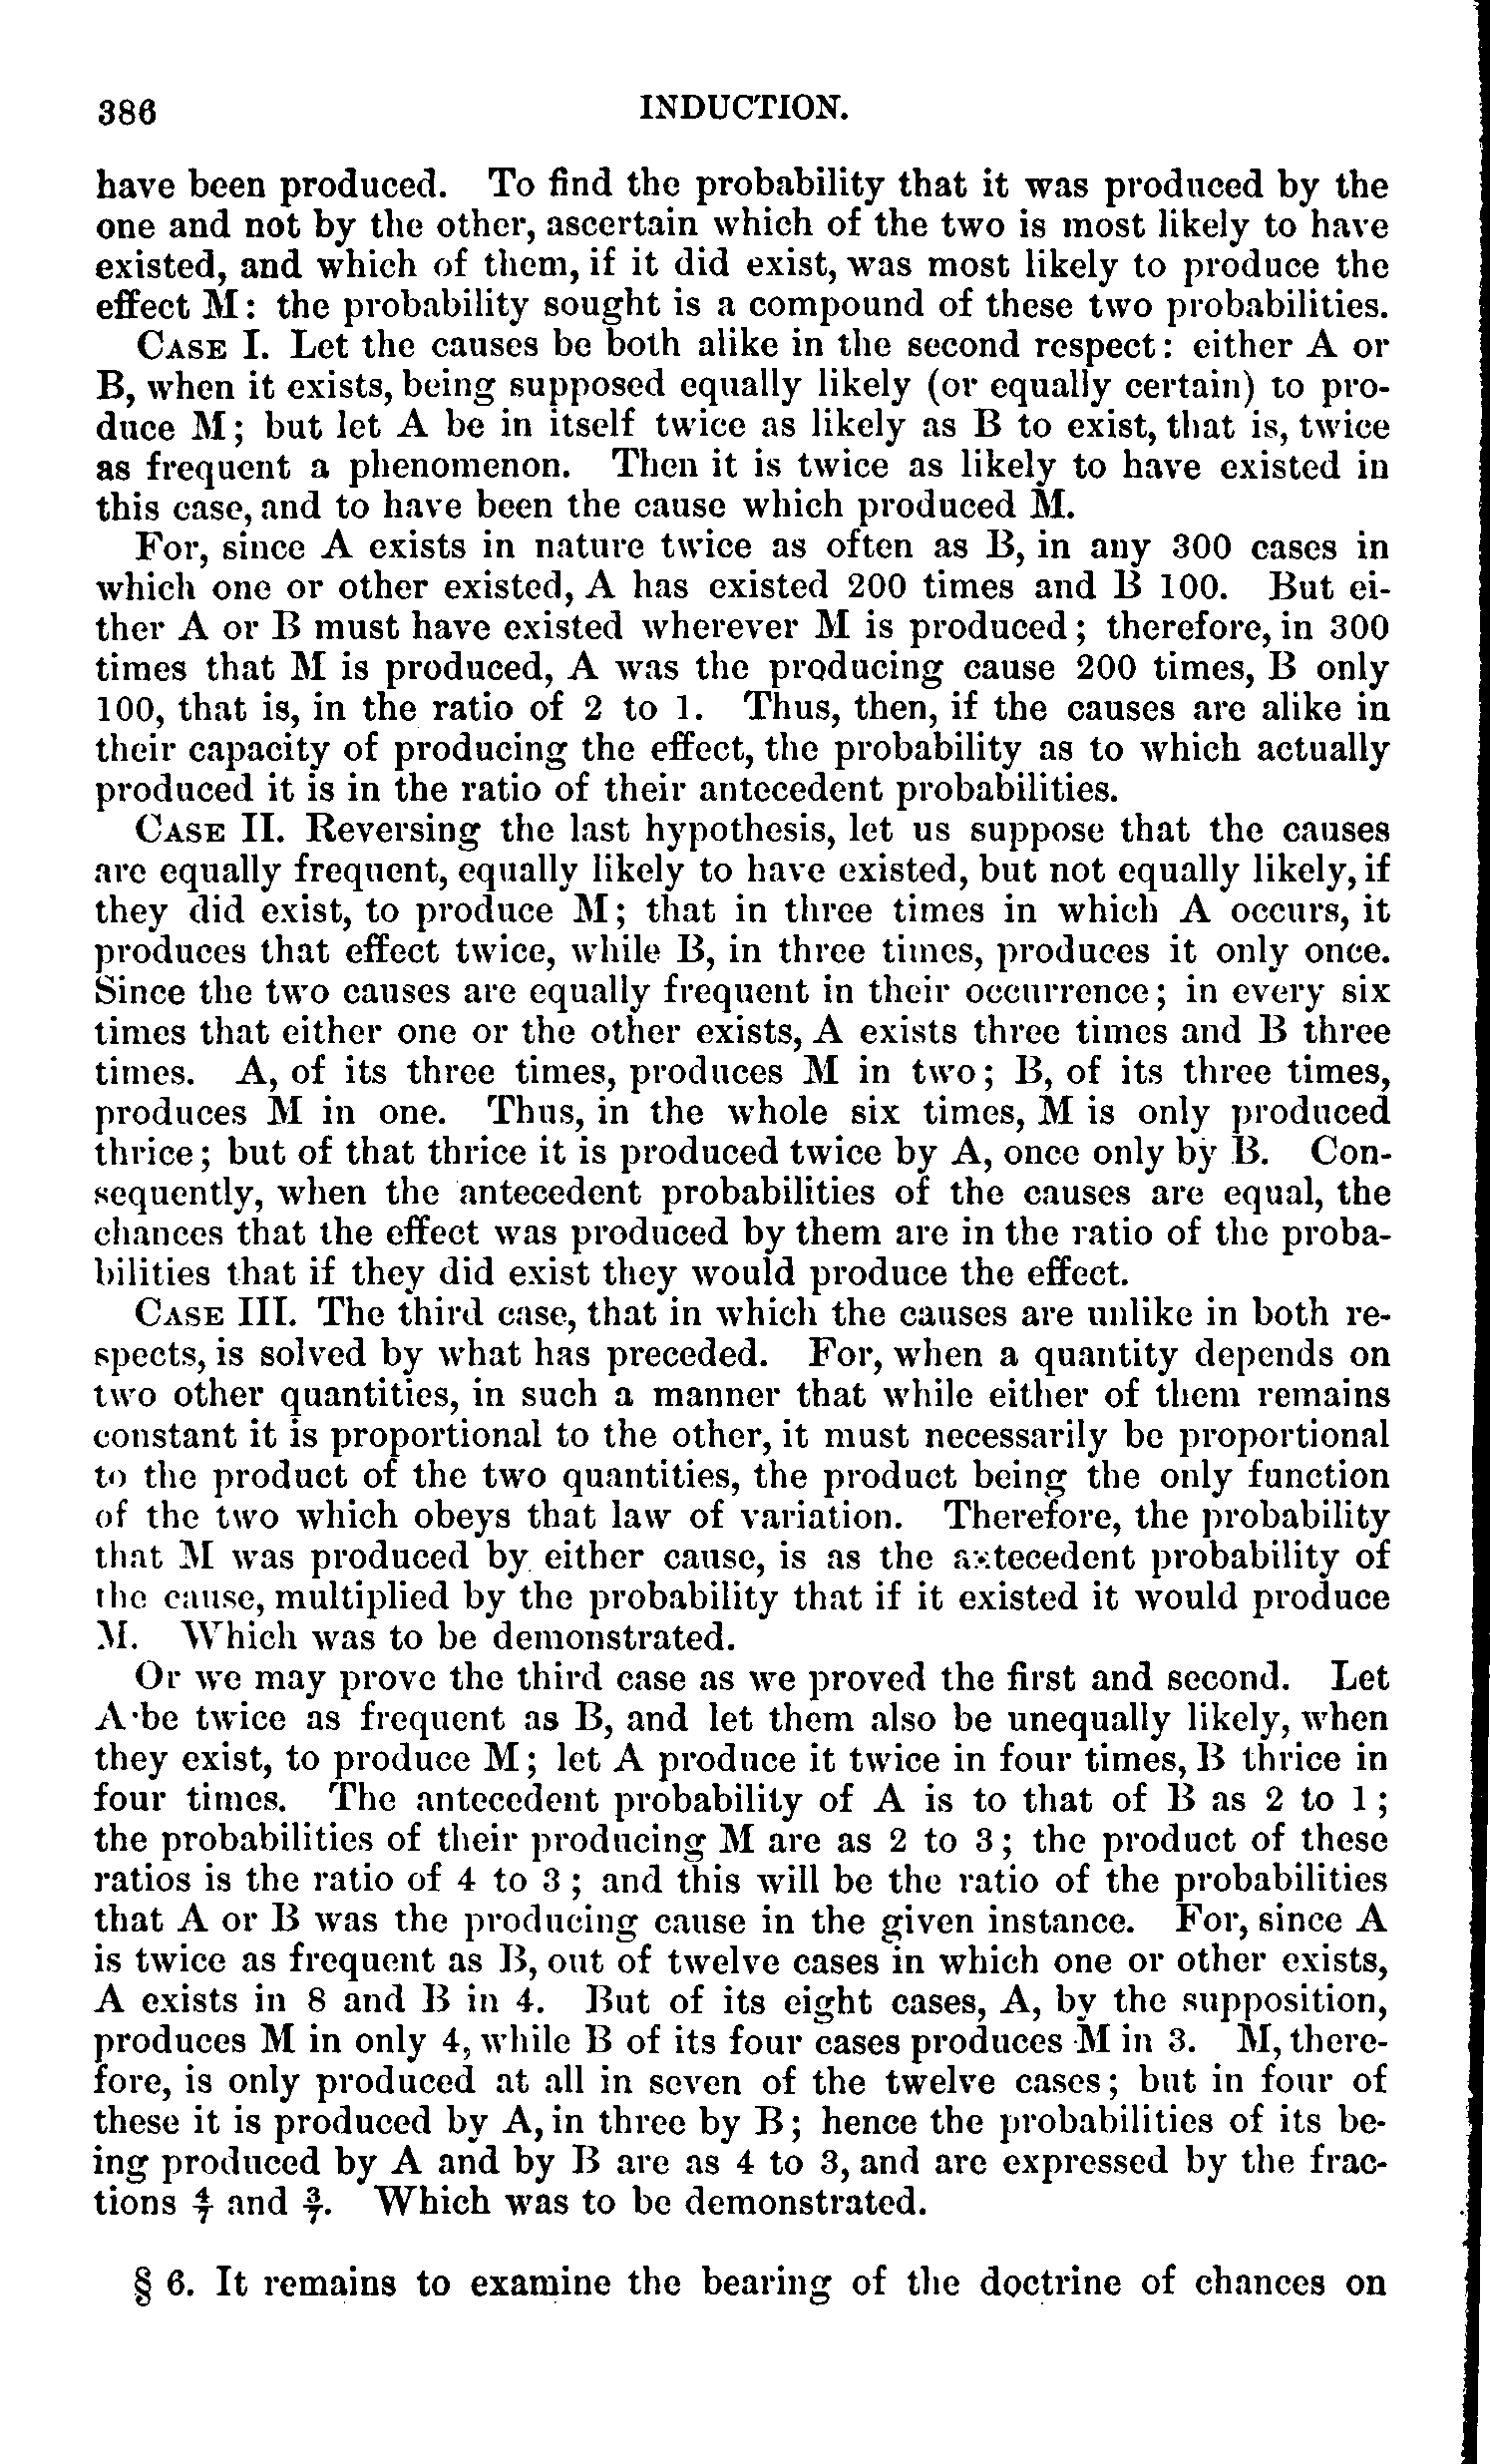 386 INDUCTION.
have been produced. To find the probability that it was produced by the
one and not by the other, ascertain which of the two is most likely to have
existed, and which of them, if it did exist, was most likely to produce the
effect M: the probability sought is a compound of these two probabilities.
CASE I. Let the causes be both alike in the second respect: either A or
B, when it exists, being supposed equally likely (or equally certain) to pro-
duce M; but let A be in itself twice as likely as B to exist, that is, twice
as frequent a phenomenon. Then it is twice as likely to have existed in
this case, and to have been the cause which produced M.
For, since A exists in nature twice as often as B, in any 300 cases in
which one or other existed, A has existed 200 times and B 100. But ei-
ther A or B must have existed wherever M is produced; therefore, in 300
times that M is produced, A was the producing cause 200 times, B only
100, that is, in the ratio of 2 to 1. Thus, then, if the causes are alike in
their capacity of producing the effect, the probability as to which actually
produced it is in the ratio of their antecedent probabilities.
CASE II. Reversing the last hypothesis, let us suppose that the causes
are equally frequent, equally likely to have existed, but not equally likely, if
they did exist, to produce M; that in three times in which A occurs, it
produces that effect twice, while B, in three times, produces it only once.
Since the two causes are equally frequent in their occurrence; in every six
times that either one or the other exists, A exists three times and B three
times. A, of its three times, produces M in two; B, of its three times,
produces M in one. Thus, in the whole six times, M is only produced
thrice; but of that thrice it is produced twice by A, once only by B. Con-
sequently, when the antecedent probabilities of the causes are equal, the
chances that the effect was produced by them are in the ratio of the proba-
bilities that if they did exist they would produce the effect.
CASE III. The third case, that in which the causes are unlike in both re-
spects, is solved by what has preceded. For, when a quantity depends on
two other quantities, in such a manner that while either of them remains
constant it is proportional to the other, it must necessarily be proportional
to the product of the two quantities, the product being the only function
of the two which obeys that law of variation. Therefore, the probability
that M was produced by either cause, is as the antecedent probability of
the cause, multiplied by the probability that if it existed it would produce
M. Which was to be demonstrated.
Or we may prove the third case as we proved the first and second. Let
A be twice as frequent as B, and let them also be unequally likely, when
they exist, to produce M; let A produce it twice in four times, B thrice in
four times. The antecedent probability of A is to that of B as 2 to 1;
the probabilities of their producing M are as 2 to 3; the product of these
ratios is the ratio of 4 to 3; and this will be the ratio of the probabilities
that A or B was the producing cause in the given instance. For, since A
is twice as frequent as B, out of twelve cases in which one or other exists,
A exists in 8 and B in 4. But of its eight cases, A, by the supposition,
produces M in only 4, while B of its four cases produces M in 3. M, there-
fore, is only produced at all in seven of the twelve cases; but in four of
these it is produced by A, in three by B; hence the probabilities of its be-
ing produced by A and by B are as 4 to 3, and are expressed by the frac-
tions 4/7 and 3/7. Which was to be demonstrated.
§ 6. It remains to examine the bearing of the doctrine of chances on